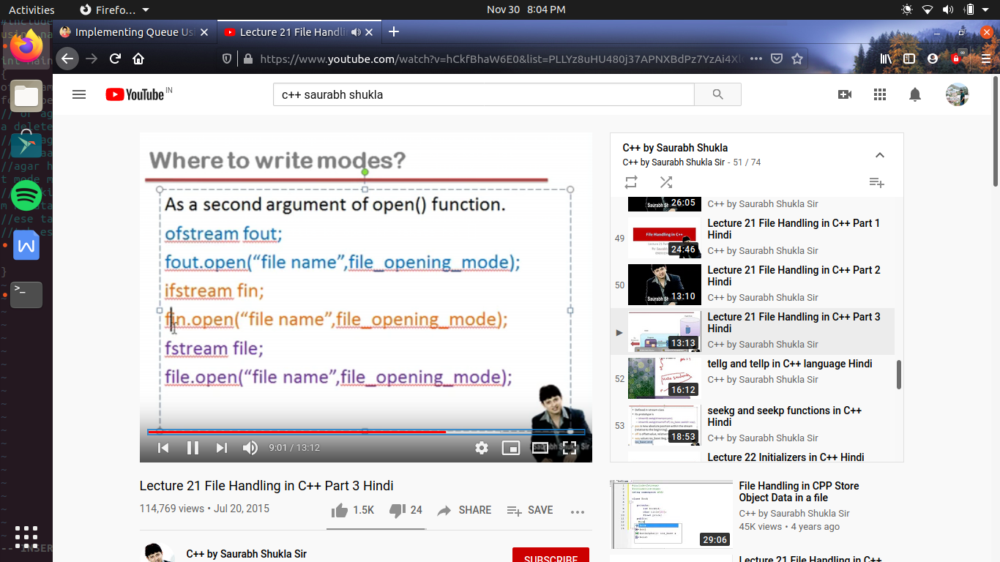 Activities
Firefo...
Nov 30 8:04 PM
Implementing Queue Us
Lecture 21 File Handli
https://www.youtube.com/watch?v=hCkfBhaW6E0&list=PLLYz8uHU480j37APNXBdPz7YzAi4Xl
YouTube IN
c++ saurabh shukla
Where to write modes?
As a second argument of open() function.
ofstream fout;
fout.open(“file name”,file_opening_mode);
ifstream fin;
fin.open(“file name”,file_opening_mode);
fstream file;
file.open(“file name”,file_opening_mode);
9:01 / 13:12
Lecture 21 File Handling in C++ Part 3 Hindi
114,769 views • Jul 20, 2015
1.5K
24
SHARE
SAVE
C++ by Saurabh Shukla Sir
SUBSCRIBE
C++ by Saurabh Shukla
C++ by Saurabh Shukla Sir - 51 / 74
26:05
C++ by Saurabh Shukla Sir
49
File Handling in C++
24:46
Lecture 21 File Handling in C++ Part 1
Hindi
C++ by Saurabh Shukla Sir
50
13:10
Lecture 21 File Handling in C++ Part 2
Hindi
C++ by Saurabh Shukla Sir
13:13
Lecture 21 File Handling in C++ Part 3
Hindi
C++ by Saurabh Shukla Sir
52
16:12
tellg and tellp in C++ language Hindi
C++ by Saurabh Shukla Sir
53
18:53
seekg and seekp functions in C++
Hindi
C++ by Saurabh Shukla Sir
Lecture 22 Initializers in C++ Hindi
29:06
File Handling in CPP Store
Object Data in a file
C++ by Saurabh Shukla Sir
45K views • 4 years ago
Lecture 21 File Handling in C++